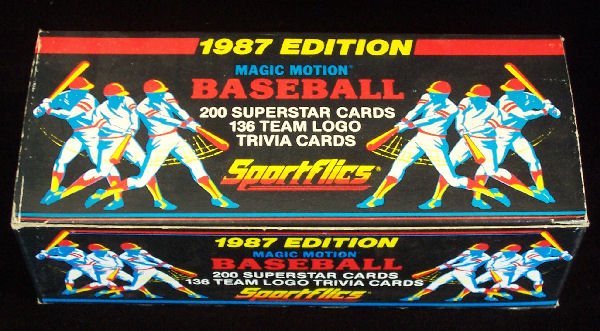 1987 EDITION
MAGIC MOTION®
BASEBALL
200 SUPERSTAR CARDS
136 TEAM LOGO
TRIVIA CARDS
Sportflics®
1987 EDITION
MAGIC MOTION®
BASEBALL
200 SUPERSTAR CARDS
136 TEAM LOGO TRIVIA CARDS
Sportflics®